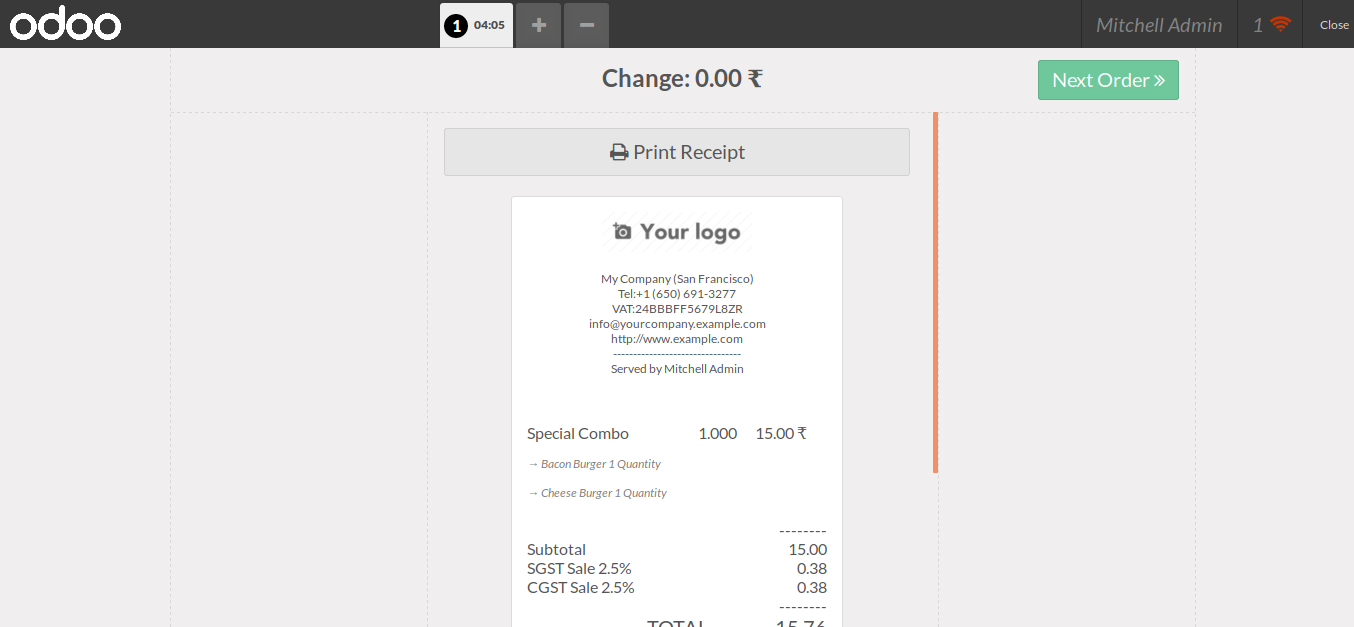 odoo
1 04:05 + −
Mitchell Admin
1
Close
Change: 0.00 ₹
Next Order »
Print Receipt
Your logo
My Company (San Francisco)
Tel:+1 (650) 691-3277
VAT:24BBBFF5679L8ZR
info@yourcompany.example.com
http://www.example.com
--------------------------------
Served by Mitchell Admin
Special Combo 1.000 15.00 ₹
→ Bacon Burger 1 Quantity
→ Cheese Burger 1 Quantity
--------
Subtotal 15.00
SGST Sale 2.5% 0.38
CGST Sale 2.5% 0.38
--------
TOTAL 15.76